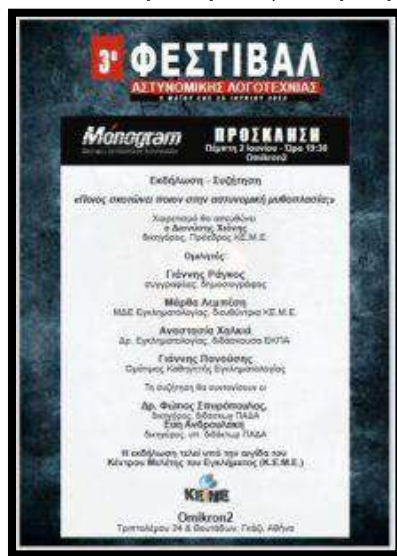 3ο ΦΕΣΤΙΒΑΛ
ΑΣΤΥΝΟΜΙΚΗΣ ΛΟΓΟΤΕΧΝΙΑΣ
Monogram
ΠΡΟΣΚΛΗΣΗ
Πέμπτη 2 Ιουνίου - Ώρα 19:30
Omikron2
Εκδήλωση - Συζήτηση
«Ποιος σκοτώνει ποιον στην αστυνομική μυθοπλασία;»
Χαιρετισμό θα απευθύνει
ο Διονύσης Χιόνης
δικηγόρος, Πρόεδρος ΚΕ.Μ.Ε.
Ομιλητές:
Γιάννης Ράγκος
συγγραφέας, δημοσιογράφος
Μάρθα Λεμπέση
ΜΔΕ Εγκληματολογίας, διευθύντρια ΚΕ.Μ.Ε.
Αναστασία Χαλκιά
Δρ. Εγκληματολογίας, διδάσκουσα ΕΚΠΑ
Γιάννης Πανούσης
Ομότιμος Καθηγητής Εγκληματολογίας
Τη συζήτηση θα συντονίσουν οι
Δρ. Φώτιος Σπυρόπουλος,
δικηγόρος, διδάσκων ΠΑΔΑ
Εύη Ανδρουλάκη
δικηγόρος, υπ. διδάκτωρ ΠΑΔΑ
Η εκδήλωση τελεί υπό την αιγίδα του
Κέντρου Μελέτης του Εγκλήματος (Κ.Ε.Μ.Ε.)
ΚΕΜΕ
Omikron2
Τριπτολέμου 24 & Βουτάδων, Γκάζι, Αθήνα